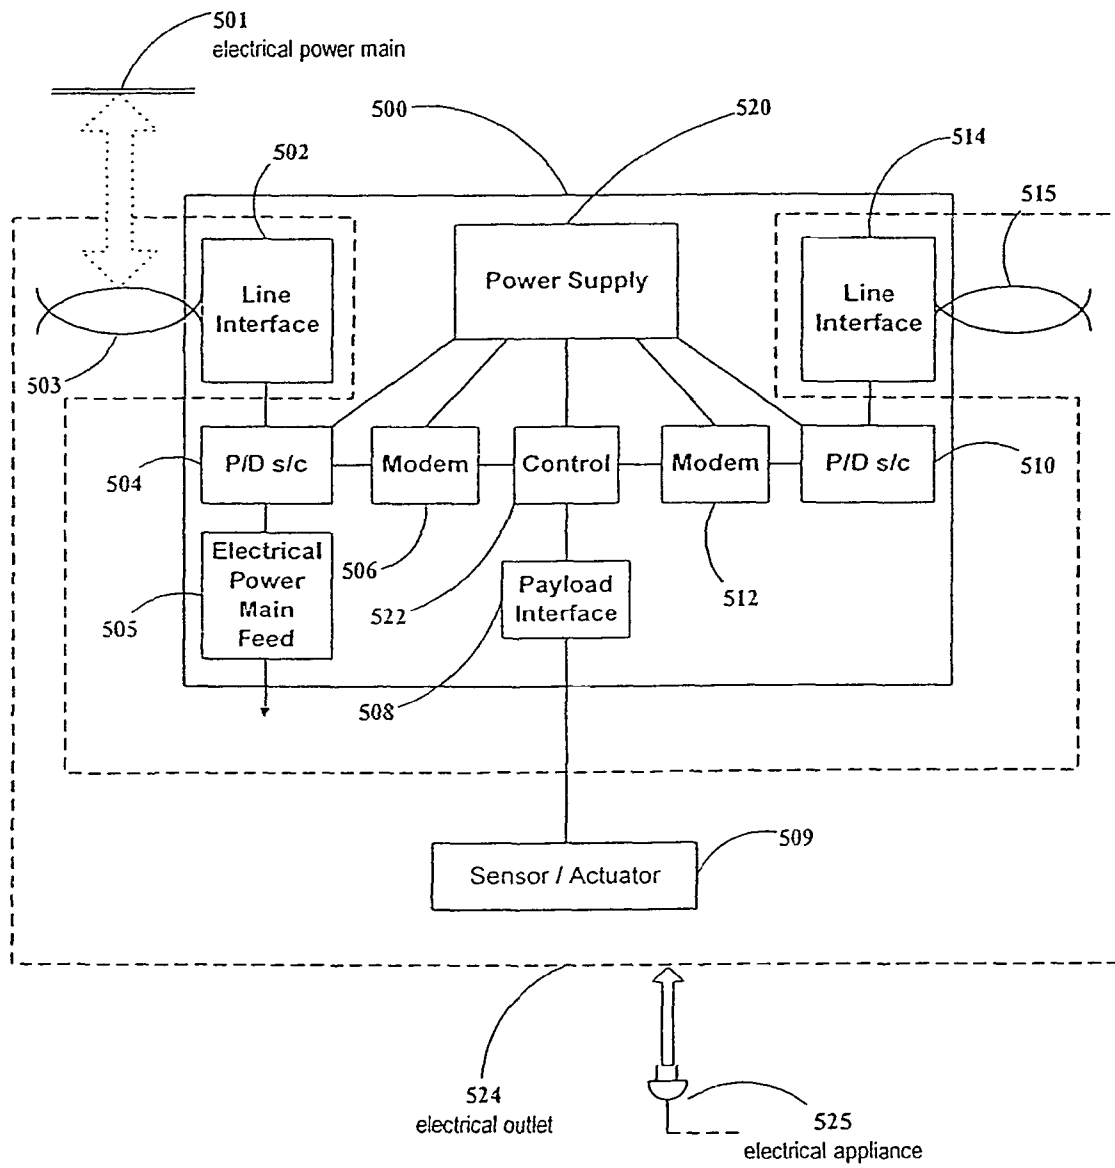 501
electrical power main
500
520
514
502
515
Line
Interface
Power Supply
Line
Interface
503
P/D s/c
Modem
Control
Modem
P/D s/c
504
510
506
512
Electrical
Power
Main
Feed
505
522
Payload
Interface
508
509
Sensor / Actuator
524
electrical outlet
525
electrical appliance